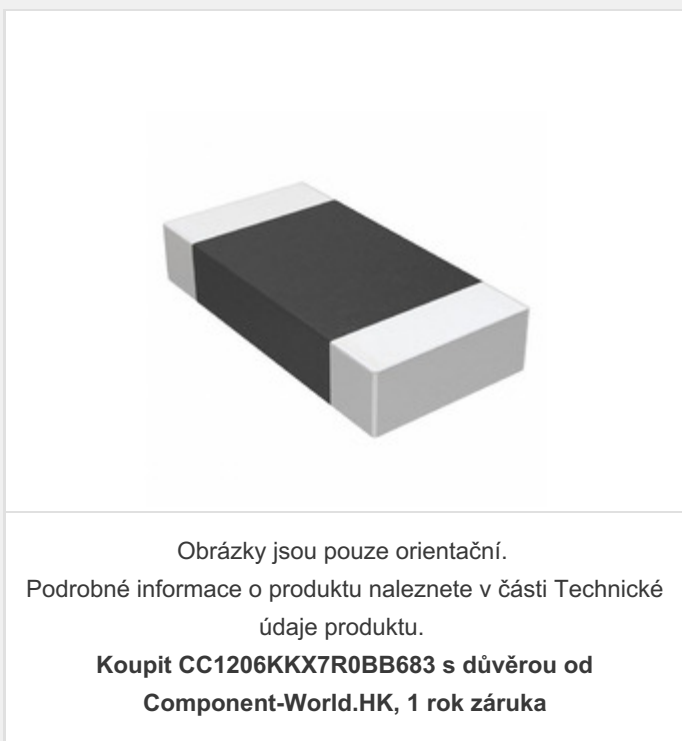 Obrázky jsou pouze orientační.
Podrobné informace o produktu naleznete v části Technické
údaje produktu.
Koupit CC1206KKX7R0BB683 s důvěrou od
Component-World.HK, 1 rok záruka